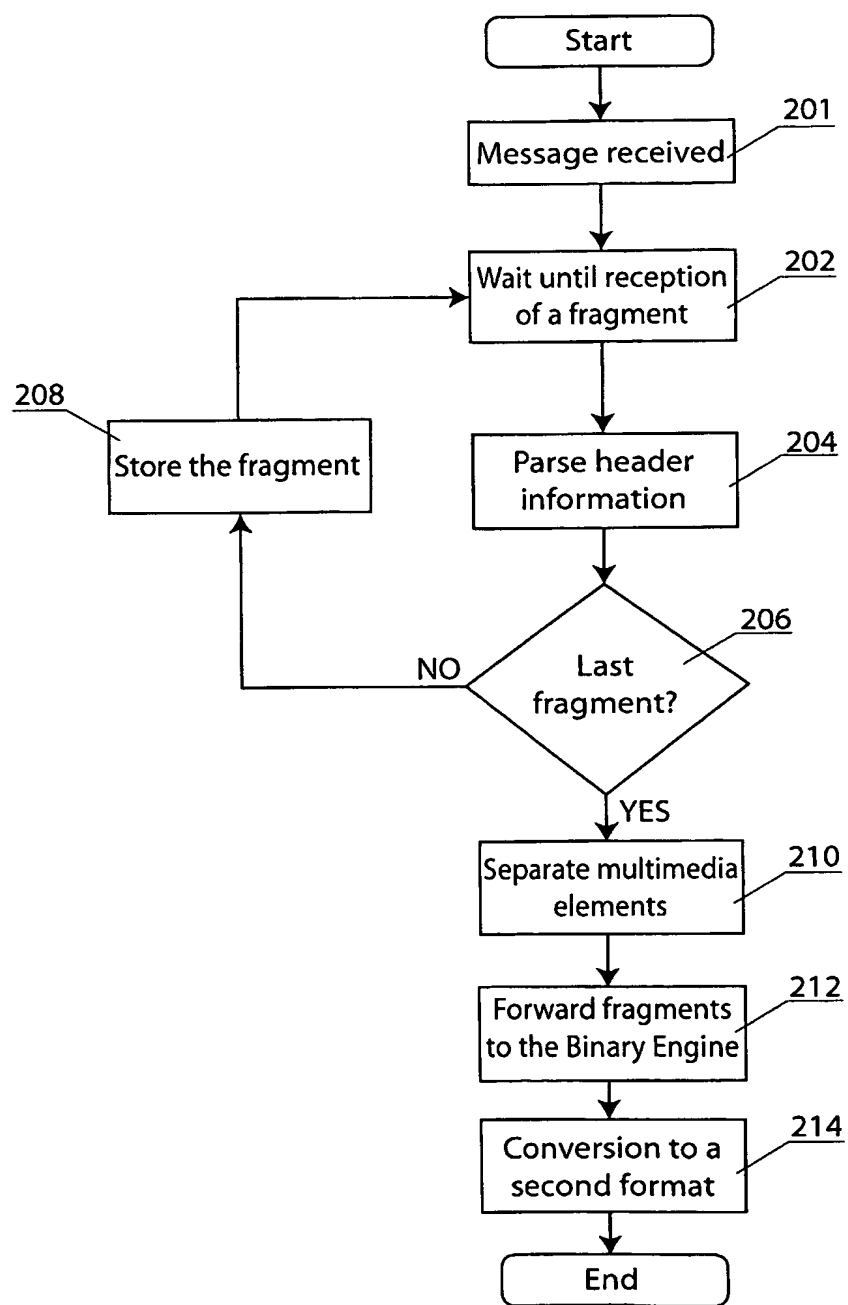 Start
201
Message received
202
Wait until reception
of a fragment
208
Store the fragment
204
Parse header
information
206
Last
fragment?
NO
YES
210
Separate multimedia
elements
212
Forward fragments
to the Binary Engine
214
Conversion to a
second format
End